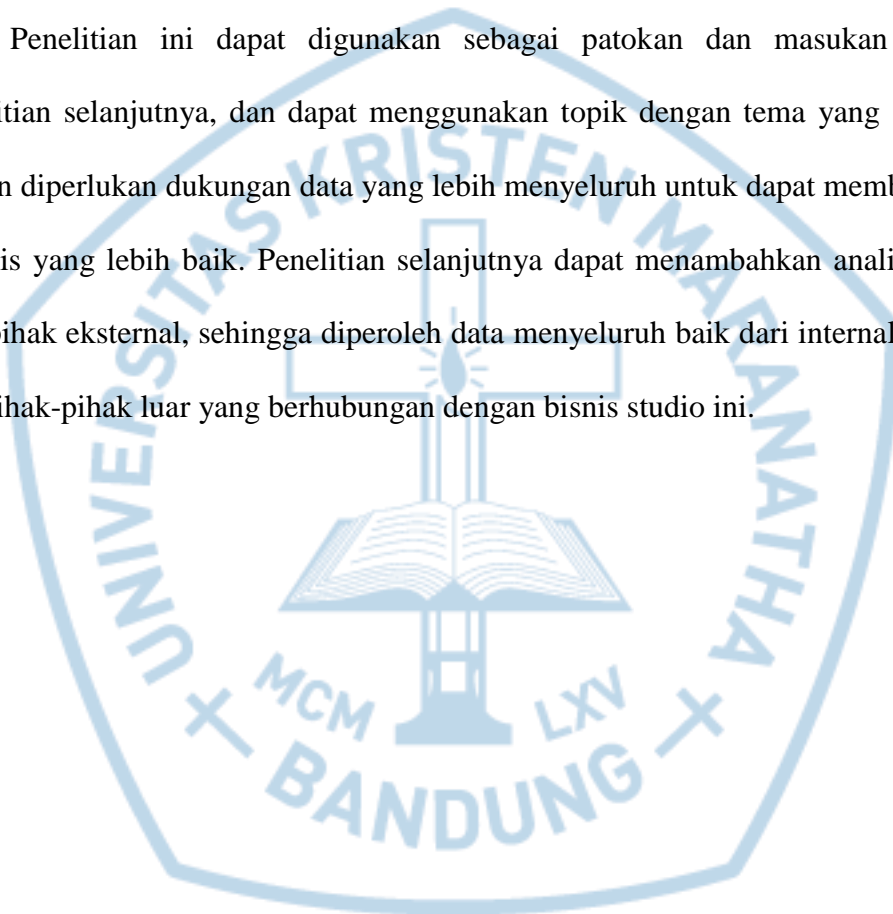 Penelitian ini dapat digunakan sebagai patokan dan masukan
selanjutnya, dan dapat menggunakan topik dengan tema yang
diperlukan dukungan data yang lebih menyeluruh untuk dapat
yang lebih baik. Penelitian selanjutnya dapat menambahkan
eksternal, sehingga diperoleh data menyeluruh baik dari internal
luar yang berhubungan dengan bisnis studio ini.
UNIVERSITAS KRISTEN MARANATHA
MCM LXV
BANDUNG